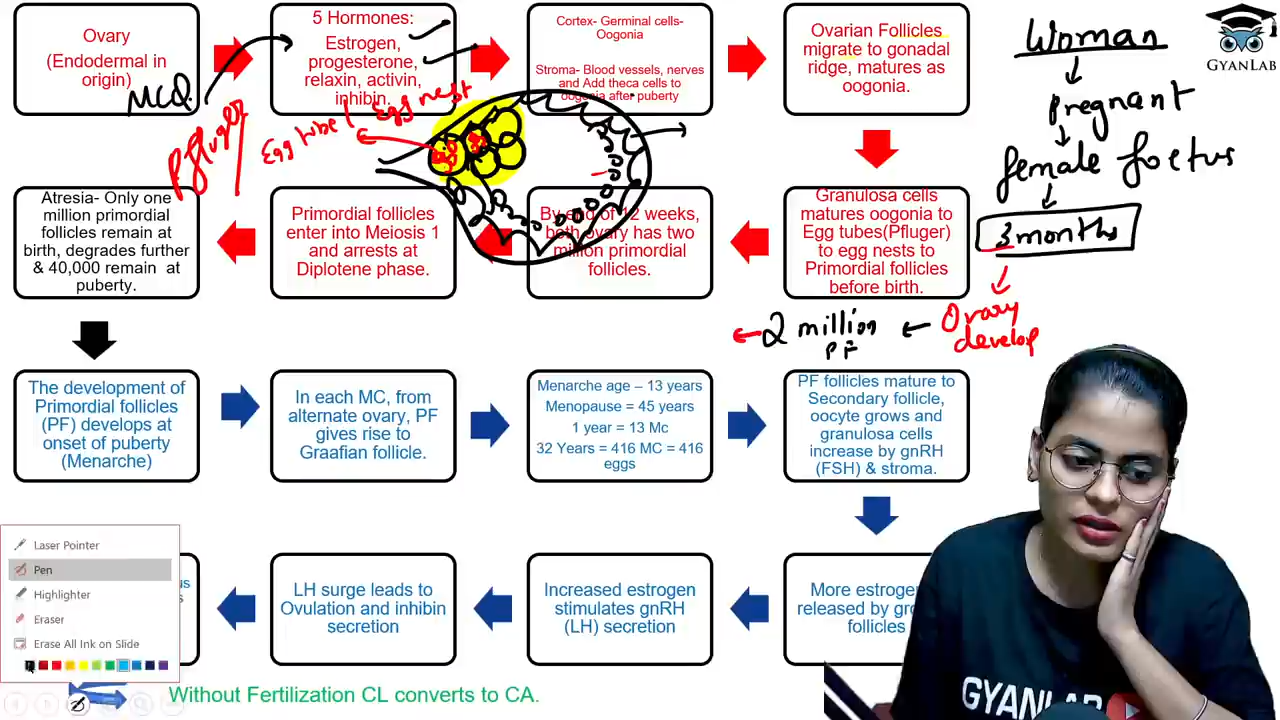 Ovary
(Endodermal in
origin)
5 Hormones:
Estrogen,
progesterone,
relaxin, activin,
inhibin.
Cortex- Germinal cells-
Oogonia
Stroma- Blood vessels, nerves
and Add theca cells to
oogonia after puberty
Ovarian Follicles
migrate to gonadal
ridge, matures as
oogonia.
Woman
pregnant
female foetus
3 months
Ovary
develop
2 million
PF
GYANLAB
MCQ
Pfluger
Egg tube / Egg nest
Atresia- Only one
million primordial
follicles remain at
birth, degrades further
& 40,000 remain at
puberty.
Primordial follicles
enter into Meiosis 1
and arrests at
Diplotene phase.
By end of 12 weeks,
both ovary has two
million primordial
follicles.
Granulosa cells
matures oogonia to
Egg tubes(Pfluger)
to egg nests to
Primordial follicles
before birth.
The development of
Primordial follicles
(PF) develops at
onset of puberty
(Menarche)
In each MC, from
alternate ovary, PF
gives rise to
Graafian follicle.
Menarche age – 13 years
Menopause = 45 years
1 year = 13 Mc
32 Years = 416 MC = 416
eggs
PF follicles mature to
Secondary follicle,
oocyte grows and
granulosa cells
increase by gnRH
(FSH) & stroma.
Laser Pointer
Pen
Highlighter
Eraser
Erase All Ink on Slide
LH surge leads to
Ovulation and inhibin
secretion
Increased estrogen
stimulates gnRH
(LH) secretion
More estroge
released by gr
follicles
Without Fertilization CL converts to CA.
GYANLAB